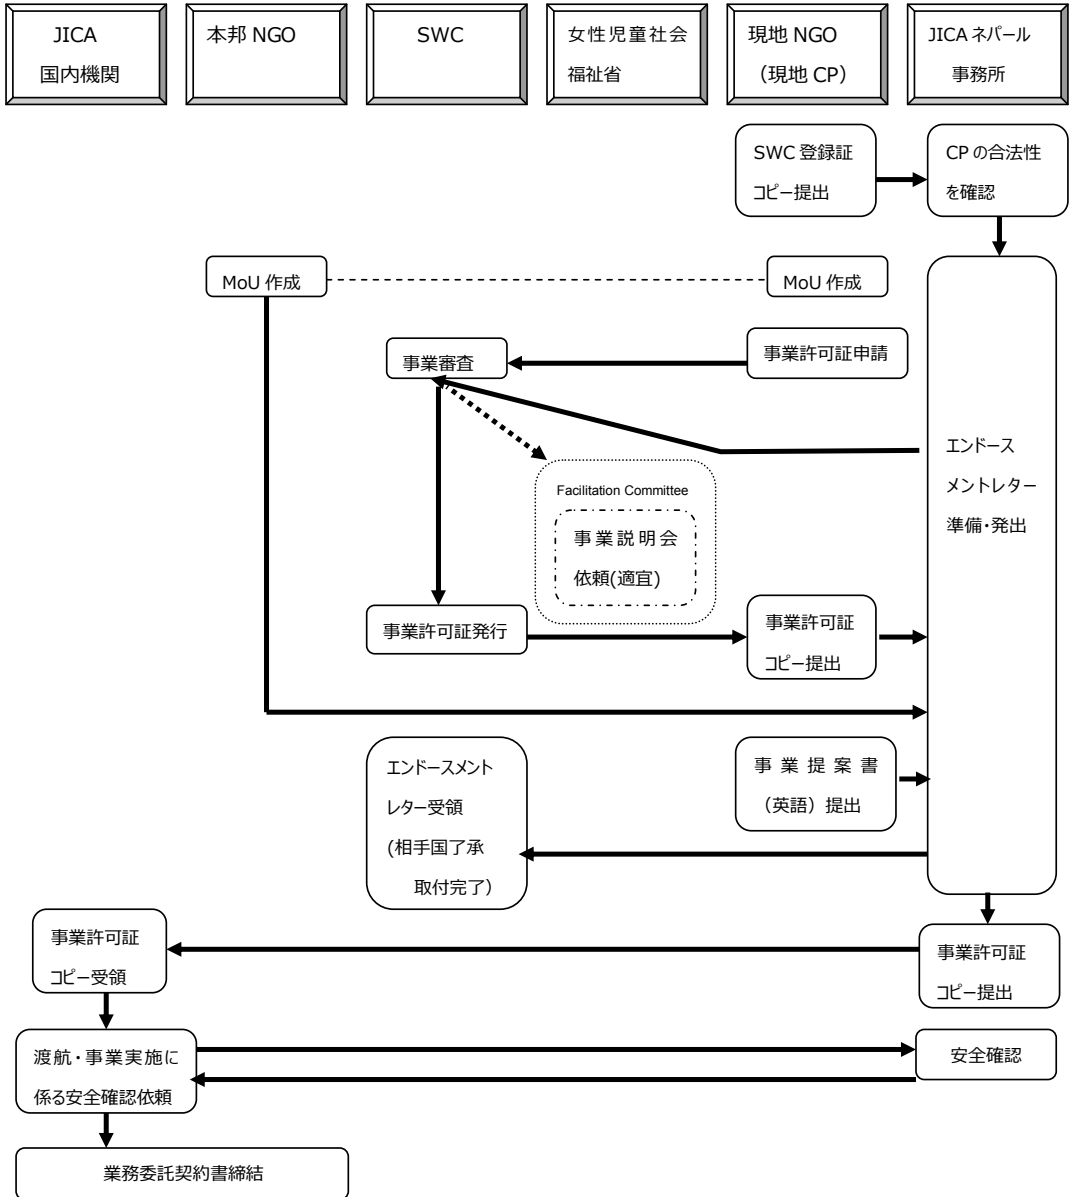 JICA
国内機関
本邦 NGO
SWC
女性児童社会
福祉省
現地 NGO
（現地 CP）
JICA ネパール
事務所
SWC 登録証
コピー提出
CP の合法性
を確認
MoU 作成
MoU 作成
事業審査
事業許可証申請
エンドース
メントレター
準備・発出
Facilitation Committee
事業説明会
依頼(適宜)
事業許可証発行
事業許可証
コピー提出
エンドースメント
レター受領
(相手国了承
取付完了）
事業提案書
（英語）提出
事業許可証
コピー受領
事業許可証
コピー提出
渡航・事業実施に
係る安全確認依頼
安全確認
業務委託契約書締結